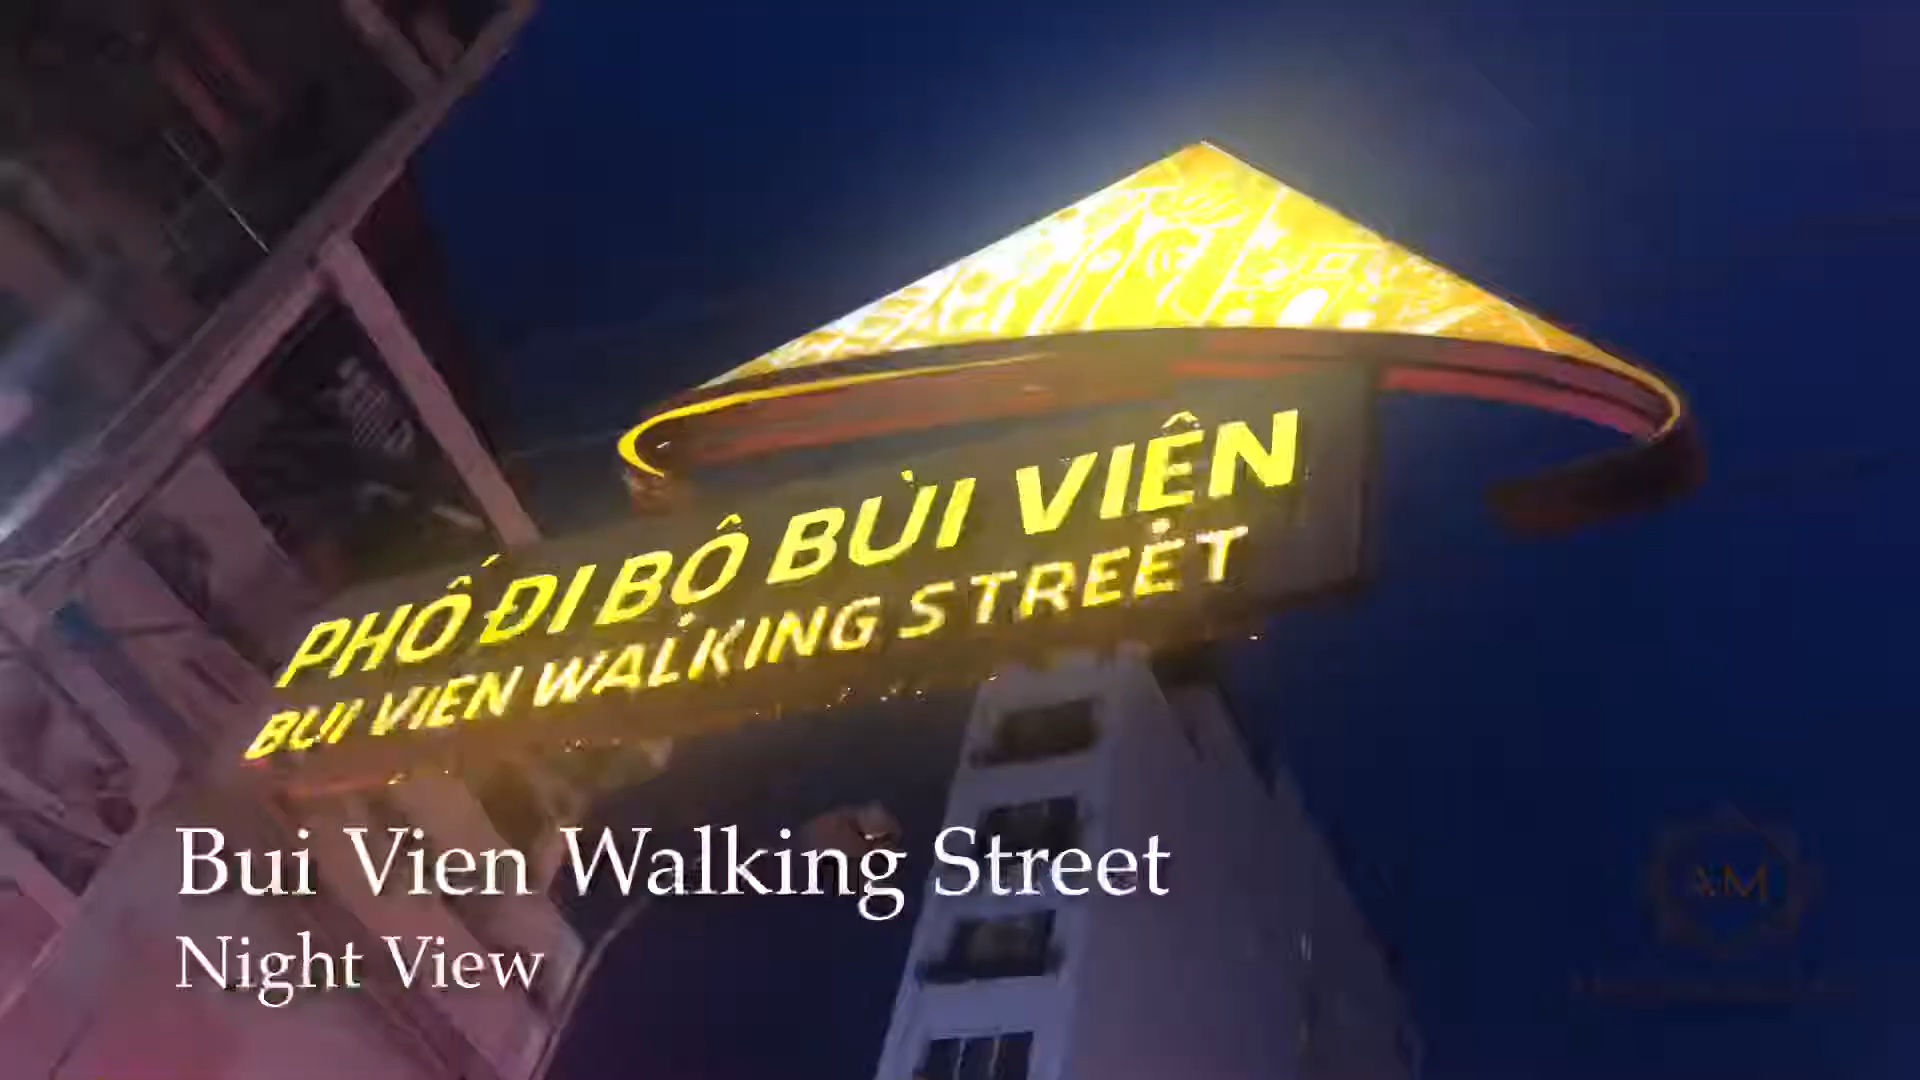 PHỐ ĐI BỘ BÙI VIỆN
BUI VIEN WALKING STREET
Bui Vien Walking Street
Night View